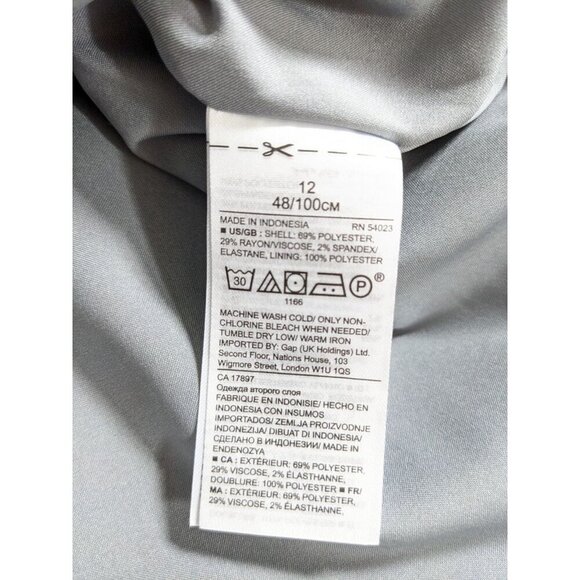 12
48/100CM
MADE IN INDONESIA RN 54023
■ US/GB : SHELL: 69% POLYESTER,
29% RAYON/VISCOSE, 2% SPANDEX/
ELASTANE, LINING: 100% POLYESTER
30 P ®
1166
MACHINE WASH COLD/ ONLY NON-
CHLORINE BLEACH WHEN NEEDED/
TUMBLE DRY LOW/ WARM IRON
IMPORTED BY: Gap (UK Holdings) Ltd.
Second Floor, Nations House, 103
Wigmore Street, London W1U 1QS
CA 17897
Одежда второго слоя
FABRIQUE EN INDONISIE/ HECHO EN
INDONESIA CON INSUMOS
IMPORTADOS/ ZEMLJA PROIZVODNJE
INDONEZIJA/ DIBUAT DI INDONESIA/
СДЕЛАНО В ИНДОНЕЗИИ/ MADE IN
ENDENOZYA
■ CA : EXTÉRIEUR: 69% POLYESTER,
29% VISCOSE, 2% ÉLASTHANNE,
DOUBLURE: 100% POLYESTER ■ FR/
MA : EXTÉRIEUR: 69% POLYESTER,
29% VISCOSE, 2% ÉLASTHANNE.